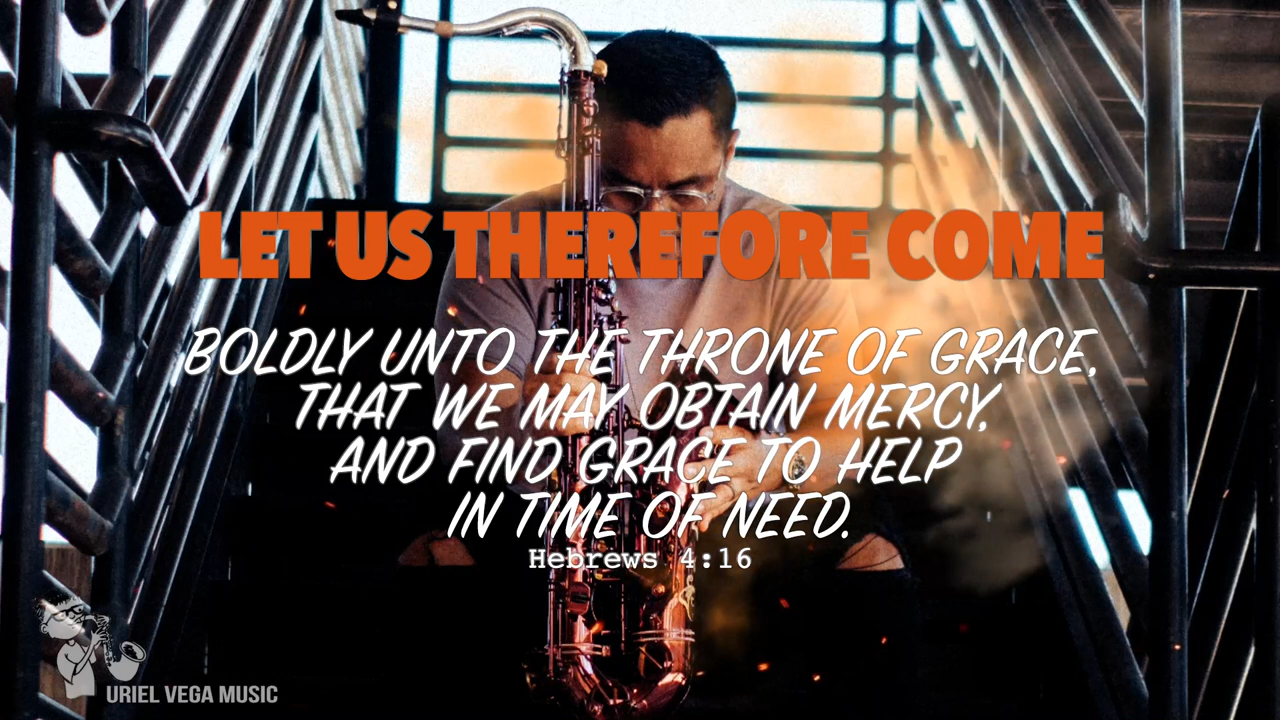 LET US THEREFORE COME
BOLDLY UNTO THE THRONE OF GRACE,
THAT WE MAY OBTAIN MERCY,
AND FIND GRACE TO HELP
IN TIME OF NEED.
Hebrews 4:16
URIEL VEGA MUSIC